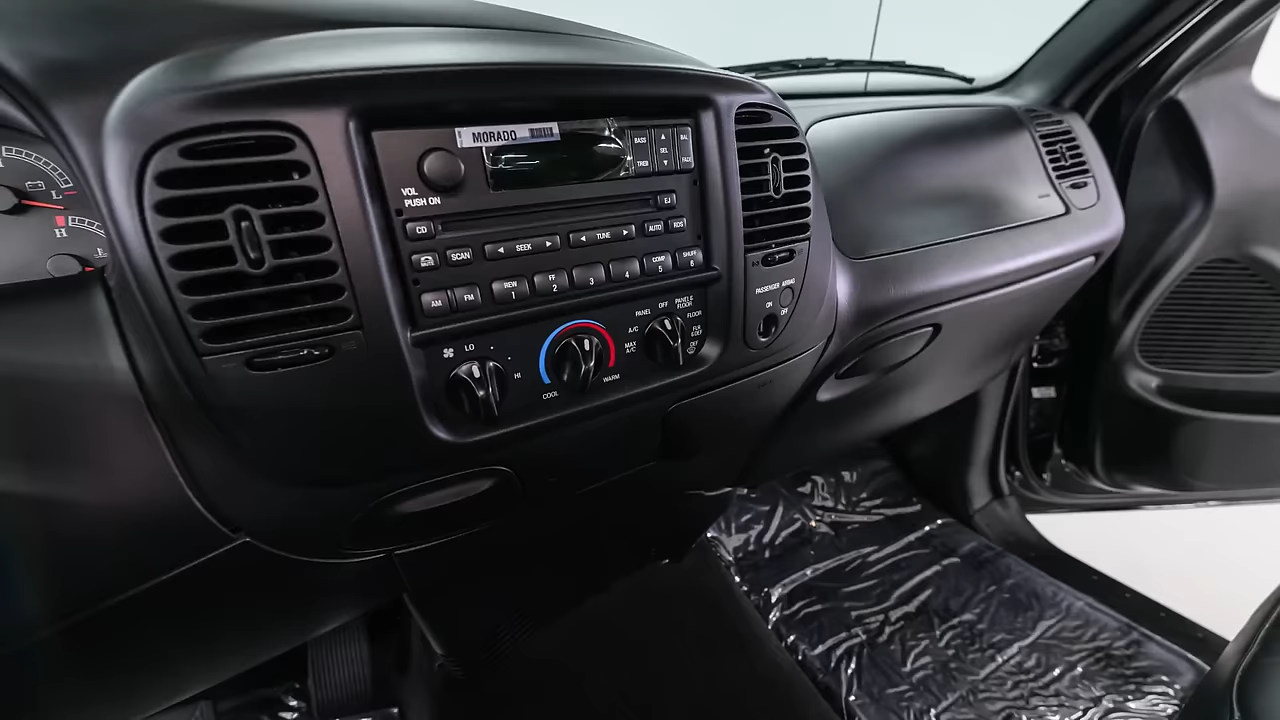 L
H
E
MORADO
BASS
TREB
▲
SEL
▼
BAL
FADE
VOL
PUSH ON
EJ
CD
SCAN
◄ SEEK ►
◄ TUNE ►
AUTO
RDS
AM
FM
REW
1
FF
2
3
4
COMP
5
SHUFF
6
LO
HI
COOL
WARM
MAX
A/C
A/C
PANEL
OFF
PANEL&
FLOOR
FLOOR
FLR
&DEF
DEF
PASSENGER AIRBAG
ON
OFF